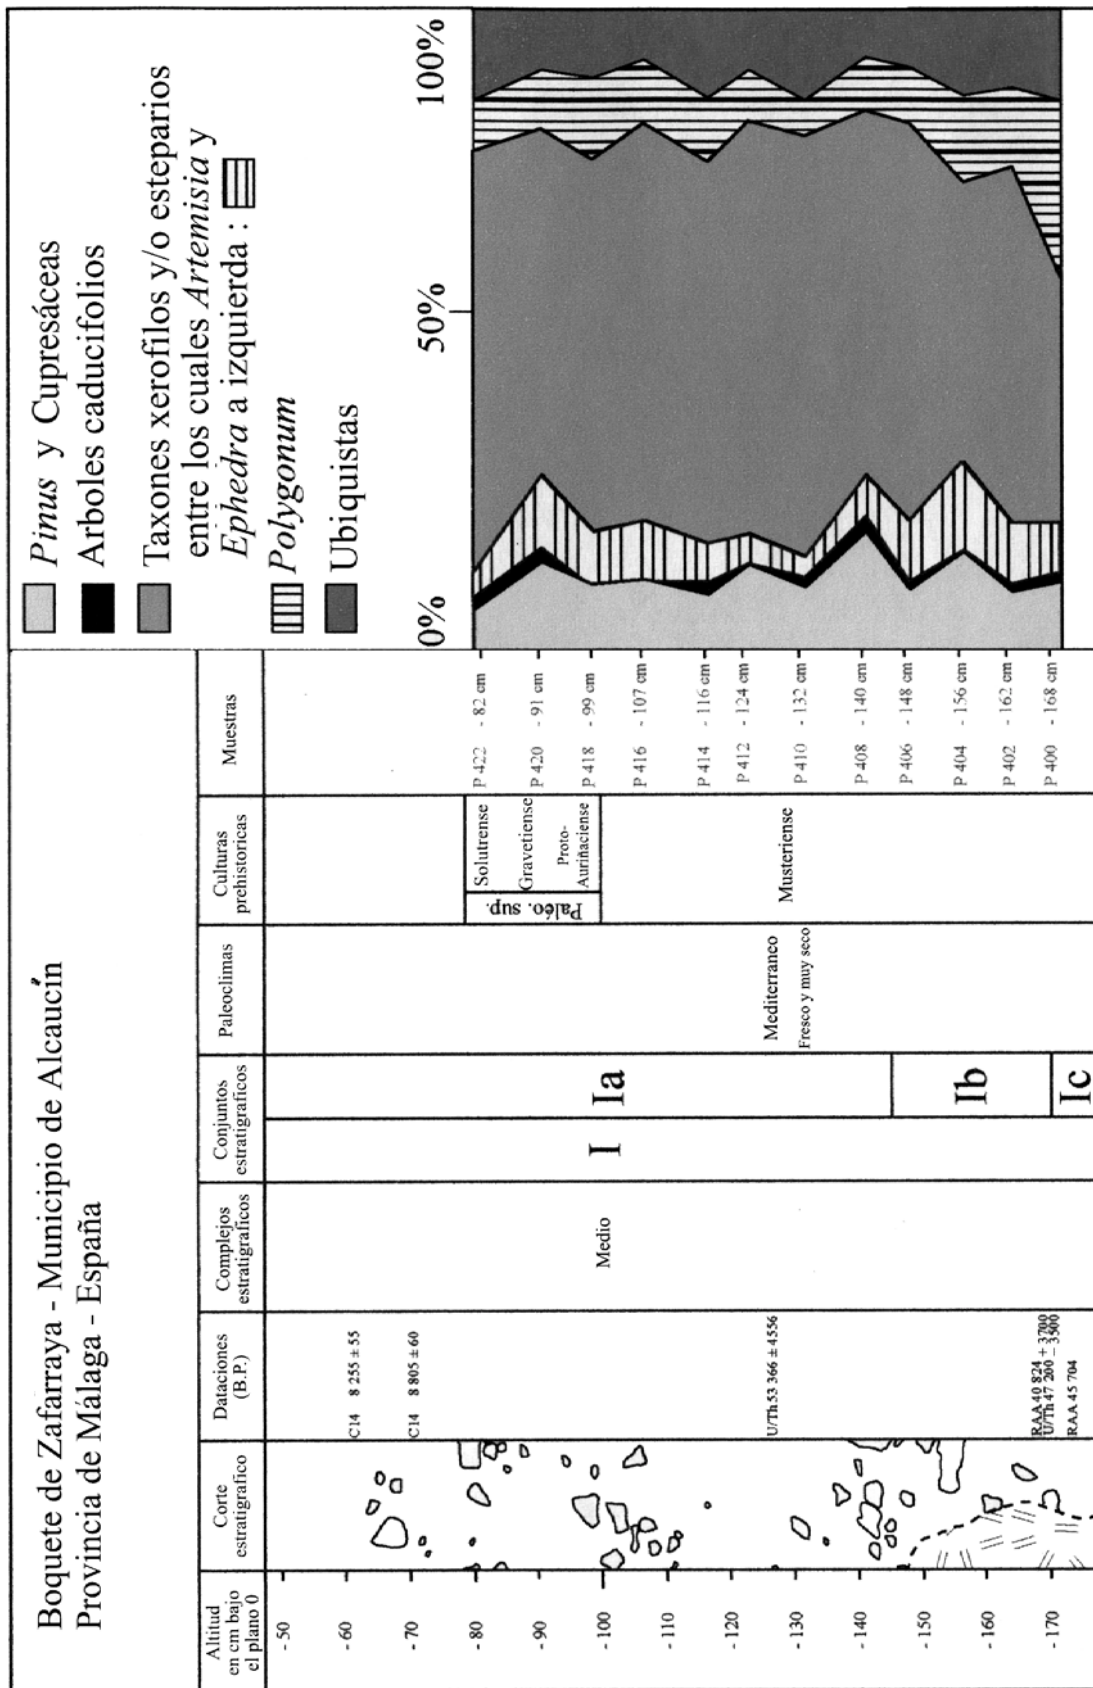 Boquete de Zafarraya - Municipio de Alcaucín
Provincia de Málaga - España
Pinus y Cupresáceas
Arboles caducifolios
Taxones xerofilos y/o esteparios
entre los cuales Artemisia y
Ephedra a izquierda :
Polygonum
Ubiquistas
0%
50%
100%
Altitud
en cm bajo
el plano 0
Corte
estratigrafico
Dataciones
(B.P.)
Complejos
estratigraficos
Conjuntos
estratigraficos
Paleoclimas
Culturas
prehistoricas
Muestras
- 50
- 60
- 70
- 80
- 90
- 100
- 110
- 120
- 130
- 140
- 150
- 160
- 170
C14 8 255 ± 55
C14 8 805 ± 60
U/Th 53 366 ± 4556
RAA 40 824
U/Th 47 200 + 3700
– 3500
RAA 45 704
Medio
I
Ia
Ib
Ic
Mediterraneo
Fresco y muy seco
Paléo. sup.
Solutrense
Gravetiense
Proto-
Auriñaciense
Musteriense
P 422 - 82 cm
P 420 - 91 cm
P 418 - 99 cm
P 416 - 107 cm
P 414 - 116 cm
P 412 - 124 cm
P 410 - 132 cm
P 408 - 140 cm
P 406 - 148 cm
P 404 - 156 cm
P 402 - 162 cm
P 400 - 168 cm